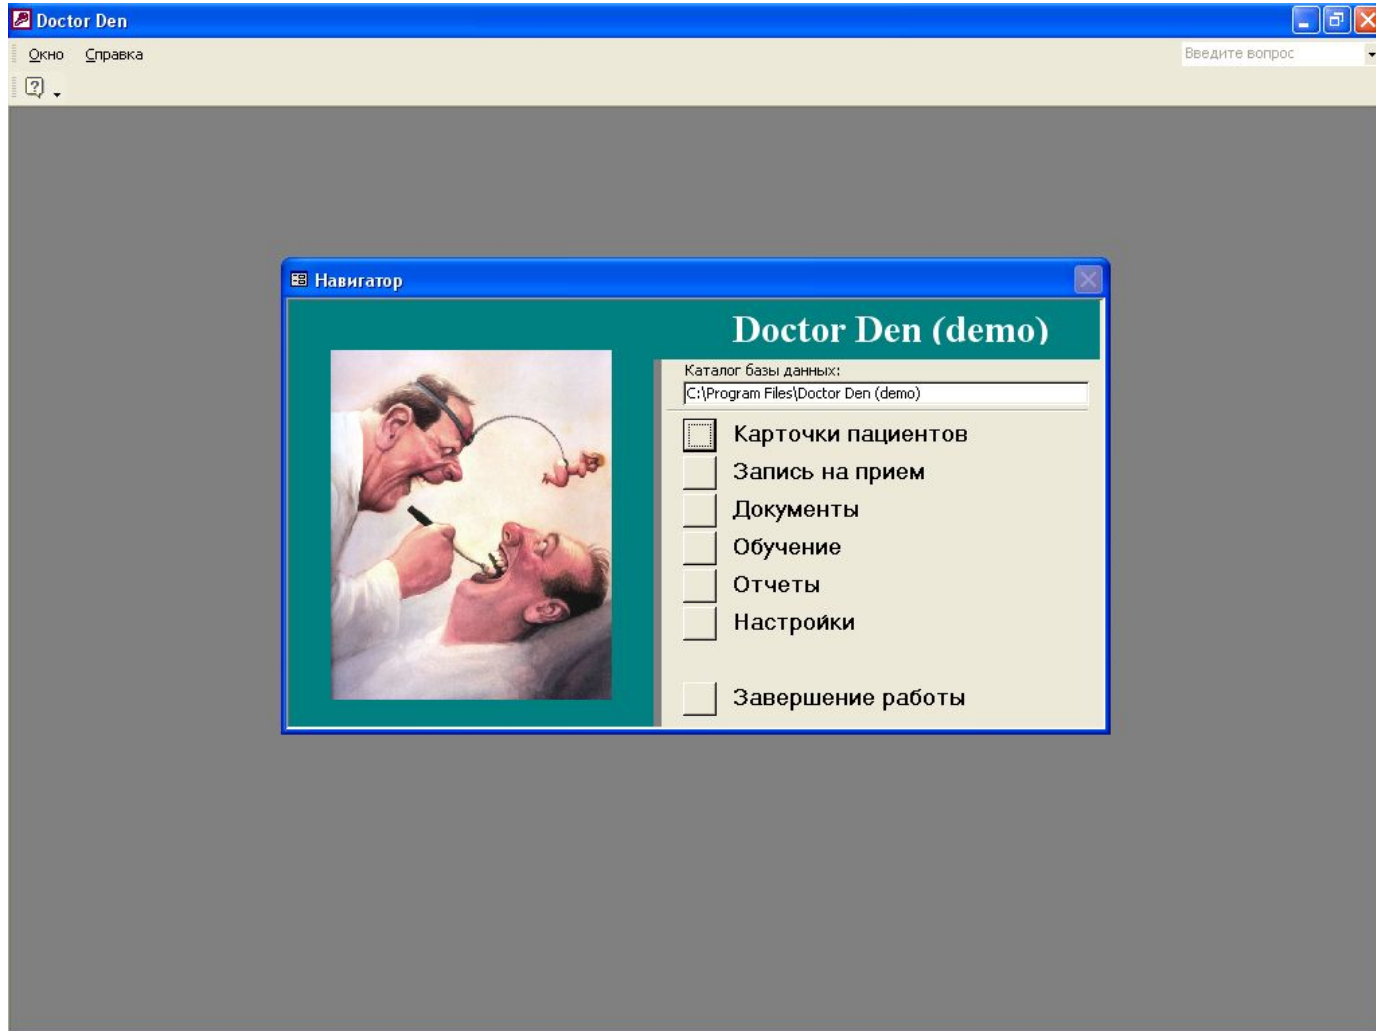 Doctor Den
Окно Справка
Введите вопрос
Навигатор
Doctor Den (demo)
Каталог базы данных:
C:\Program Files\Doctor Den (demo)
Карточки пациентов
Запись на прием
Документы
Обучение
Отчеты
Настройки
Завершение работы